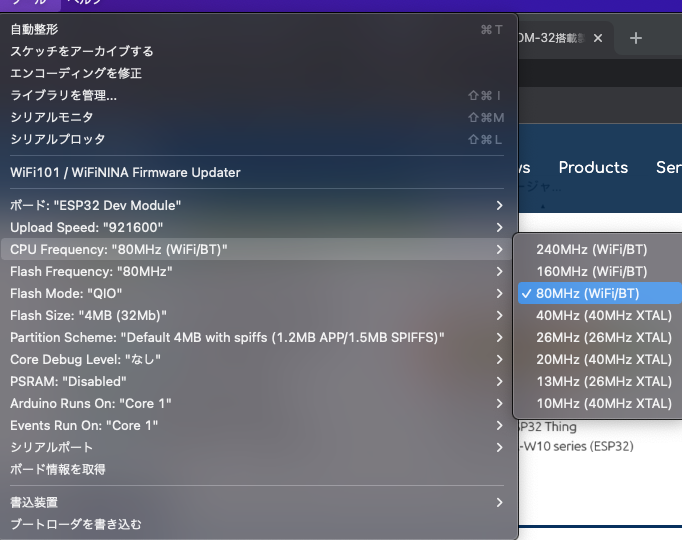 ヘルプ
自動整形 ⌘T
スケッチをアーカイブする
エンコーディングを修正
ライブラリを管理... ⇧⌘I
シリアルモニタ ⇧⌘M
シリアルプロッタ ⇧⌘L
WiFi101 / WiFiNINA Firmware Updater
ボード: "ESP32 Dev Module"
Upload Speed: "921600"
CPU Frequency: "80MHz (WiFi/BT)"
Flash Frequency: "80MHz"
Flash Mode: "QIO"
Flash Size: "4MB (32Mb)"
Partition Scheme: "Default 4MB with spiffs (1.2MB APP/1.5MB SPIFFS)"
Core Debug Level: "なし"
PSRAM: "Disabled"
Arduino Runs On: "Core 1"
Events Run On: "Core 1"
シリアルポート
ボード情報を取得
書込装置
ブートローダを書き込む
OM-32搭載
Products
240MHz (WiFi/BT)
160MHz (WiFi/BT)
✓ 80MHz (WiFi/BT)
40MHz (40MHz XTAL)
26MHz (26MHz XTAL)
20MHz (40MHz XTAL)
13MHz (26MHz XTAL)
10MHz (40MHz XTAL)
SP32 Thing
-W10 series (ESP32)